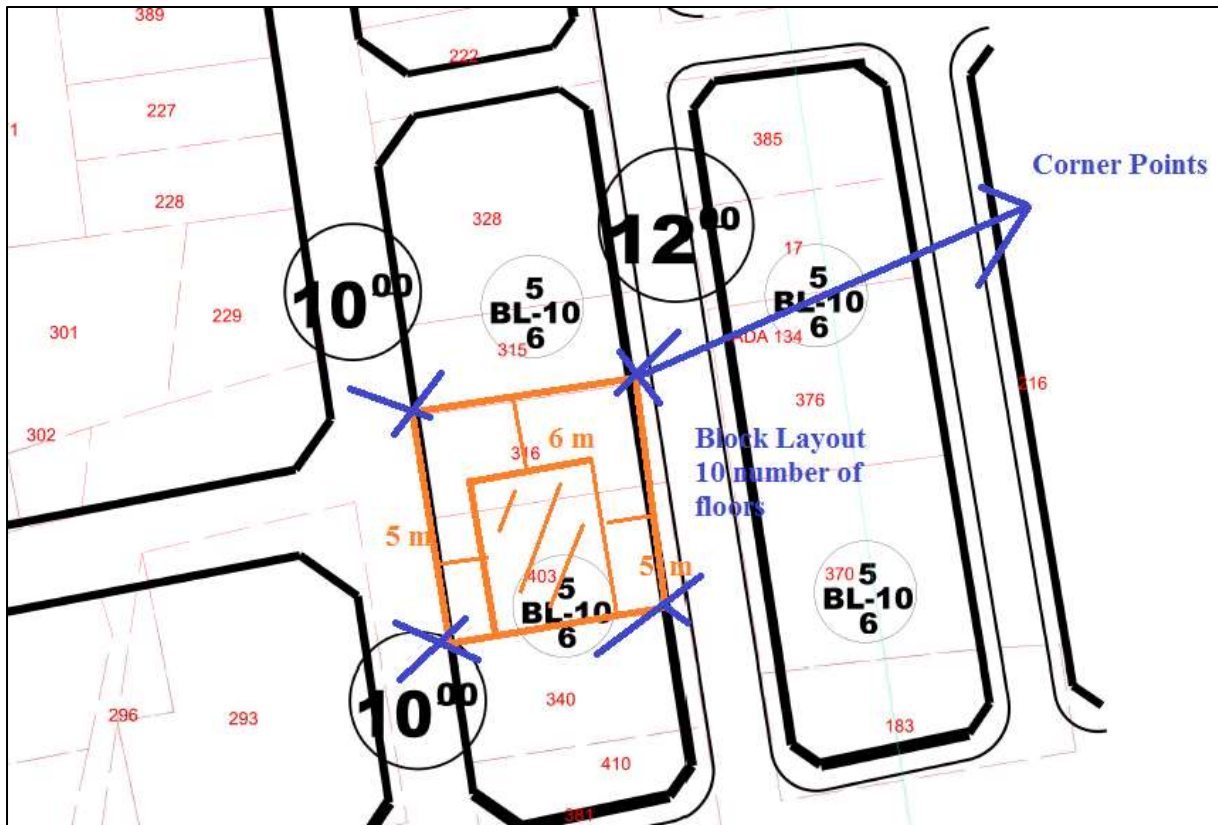 389
222
227
1
385
Corner Points
228
328
12 00
17
10 00
5
BL-10
6
5
BL-10
6
301
229
315
ADA 134
216
376
302
316
6 m
Block Layout
10 number of
floors
5 m
5 m
403
5
BL-10
6
370
5
BL-10
6
340
10 00
296
293
183
410
381